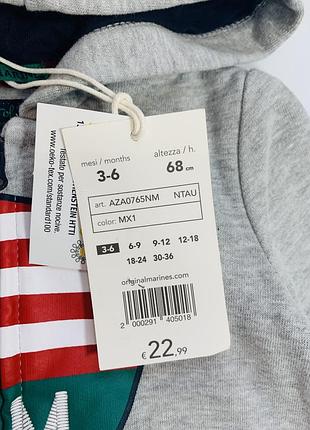 mesi / months
altezza / h.
3-6
68 cm
art. AZA0765NM NTAU
color: MX1
3-6 6-9 9-12 12-18
18-24 30-36
originalmarines.com
2 000291 405018
€ 22,99
Testato per sostanze nocive.
www.oeko-tex.com/standard100
HTTI
M